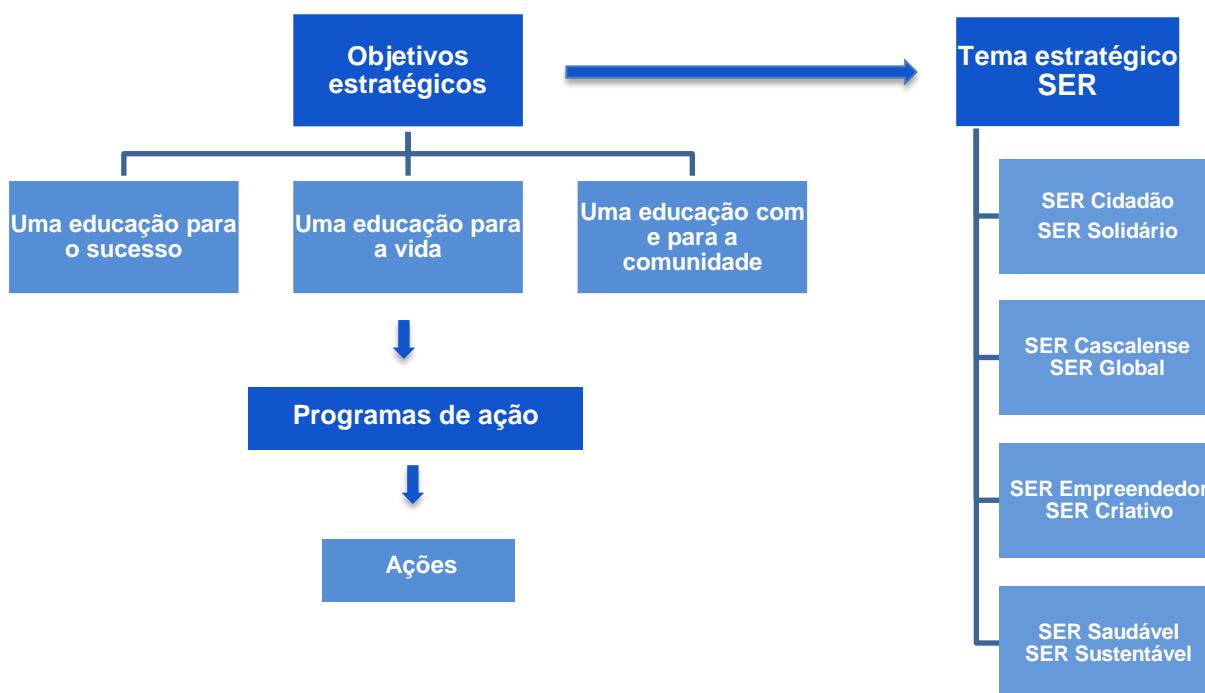 Objetivos
estratégicos
Tema estratégico
SER
Uma educação para
o sucesso
Uma educação para
a vida
Uma educação com
e para a
comunidade
Programas de ação
Ações
SER Cidadão
SER Solidário
SER Cascalense
SER Global
SER Empreendedor
SER Criativo
SER Saudável
SER Sustentável